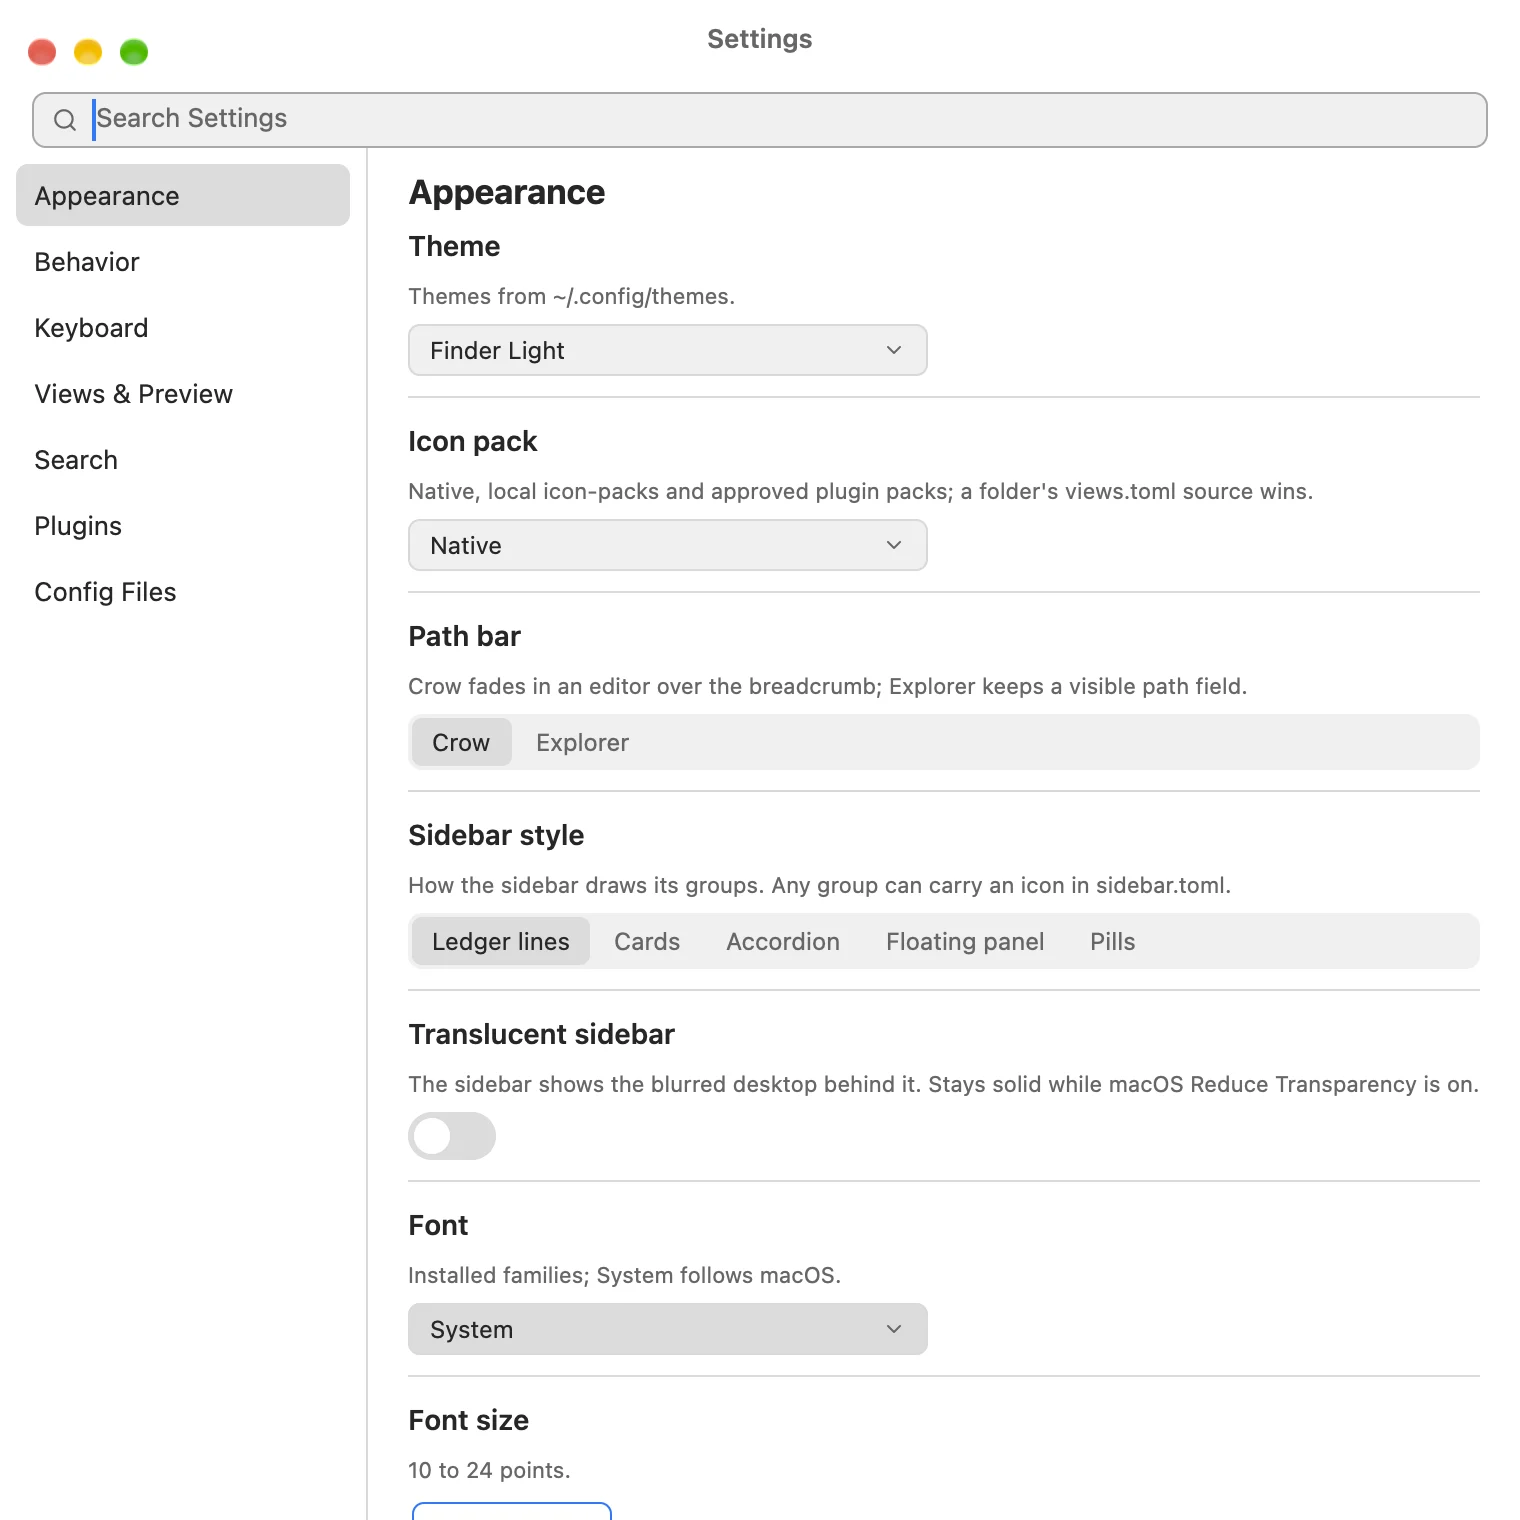 Settings
Search Settings
Appearance
Behavior
Keyboard
Views & Preview
Search
Plugins
Config Files
Appearance
Theme
Themes from ~/.config/themes.
Finder Light
Icon pack
Native, local icon-packs and approved plugin packs; a folder's views.toml source wins.
Native
Path bar
Crow fades in an editor over the breadcrumb; Explorer keeps a visible path field.
Crow Explorer
Sidebar style
How the sidebar draws its groups. Any group can carry an icon in sidebar.toml.
Ledger lines Cards Accordion Floating panel Pills
Translucent sidebar
The sidebar shows the blurred desktop behind it. Stays solid while macOS Reduce Transparency is on.
Font
Installed families; System follows macOS.
System
Font size
10 to 24 points.